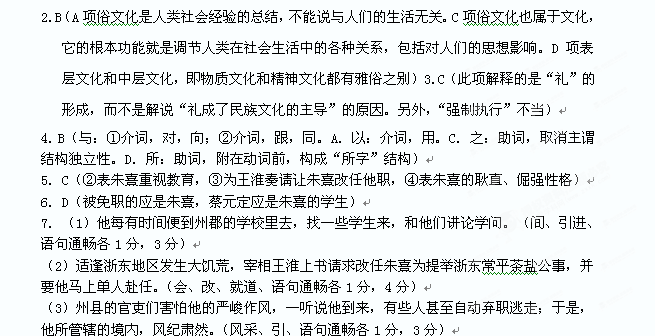 2.B(A项俗文化是人类社会经验的总结，不能说与人们的生活无关。C项俗文化也属于文化，
它的根本功能就是调节人类在社会生活中的各种关系，包括对人们的思想影响。D 项表
层文化和中层文化，即物质文化和精神文化都有雅俗之别）3.C（此项解释的是“礼”的
形成，而不是解说“礼成了民族文化的主导”的原因。另外，“强制执行”不当）
4.B（与：①介词，对，向；②介词，跟，同。A.以：介词，用。C.之：助词，取消主谓
结构独立性。D.所：助词，附在动词前，构成“所字”结构）
5. C（②表朱熹重视教育，③为王淮奏请让朱熹改任他职，④表朱熹的耿直、倔强性格）
6. D（被免职的应是朱熹，蔡元定应是朱熹的学生）
7. （1）他每有时间便到州郡的学校里去，找一些学生来，和他们讲论学问。（间、引进、
语句通畅各1分，3分）
（2）适逢浙东地区发生大饥荒，宰相王淮上书请求改任朱熹为提举浙东常平茶盐公事，并
要他马上单人赴任。（会、改、就道、语句通畅各1分，4分）
（3）州县的官吏们害怕他的严峻作风，一听说他到来，有些人甚至自动弃职逃走；于是，
他所管辖的境内，风纪肃然。（风采、引、语句通畅各1分，3分）